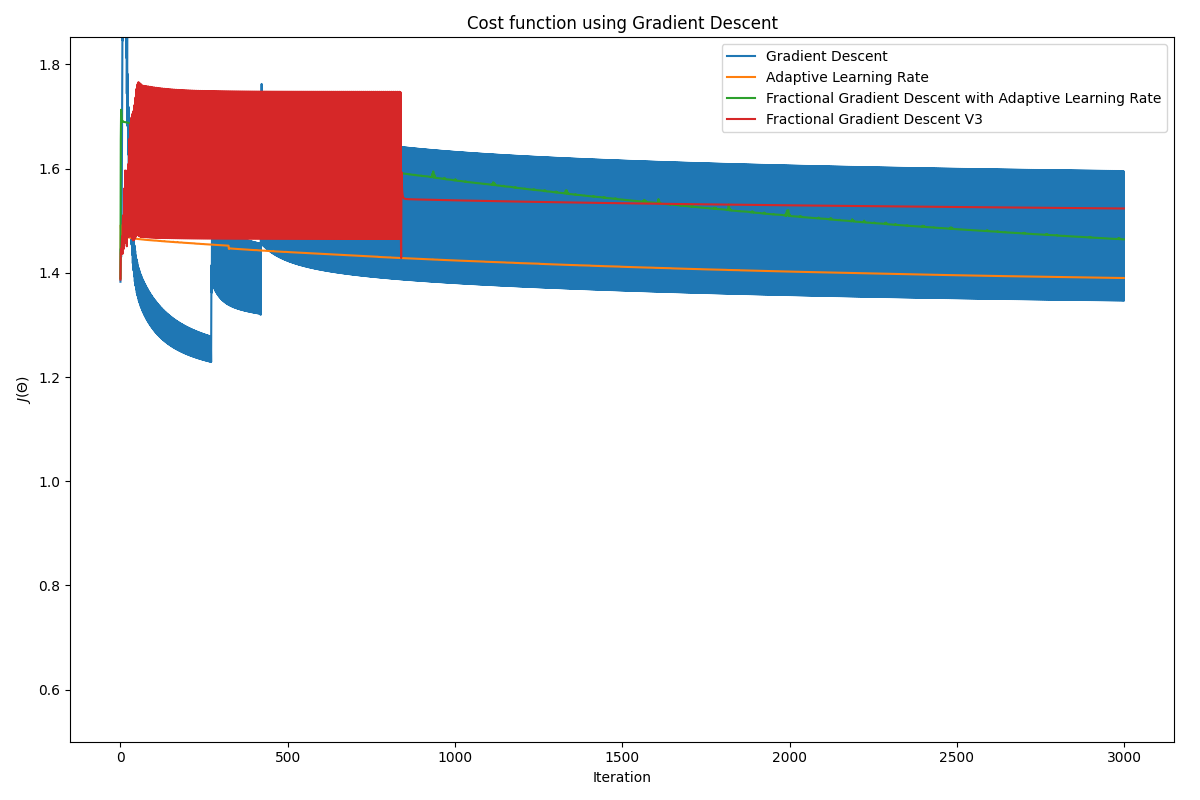 Cost function using Gradient Descent
Gradient Descent
Adaptive Learning Rate
Fractional Gradient Descent with Adaptive Learning Rate
Fractional Gradient Descent V3
1.8
1.6
1.4
1.2
1.0
0.8
0.6
J(Θ)
0 500 1000 1500 2000 2500 3000
Iteration